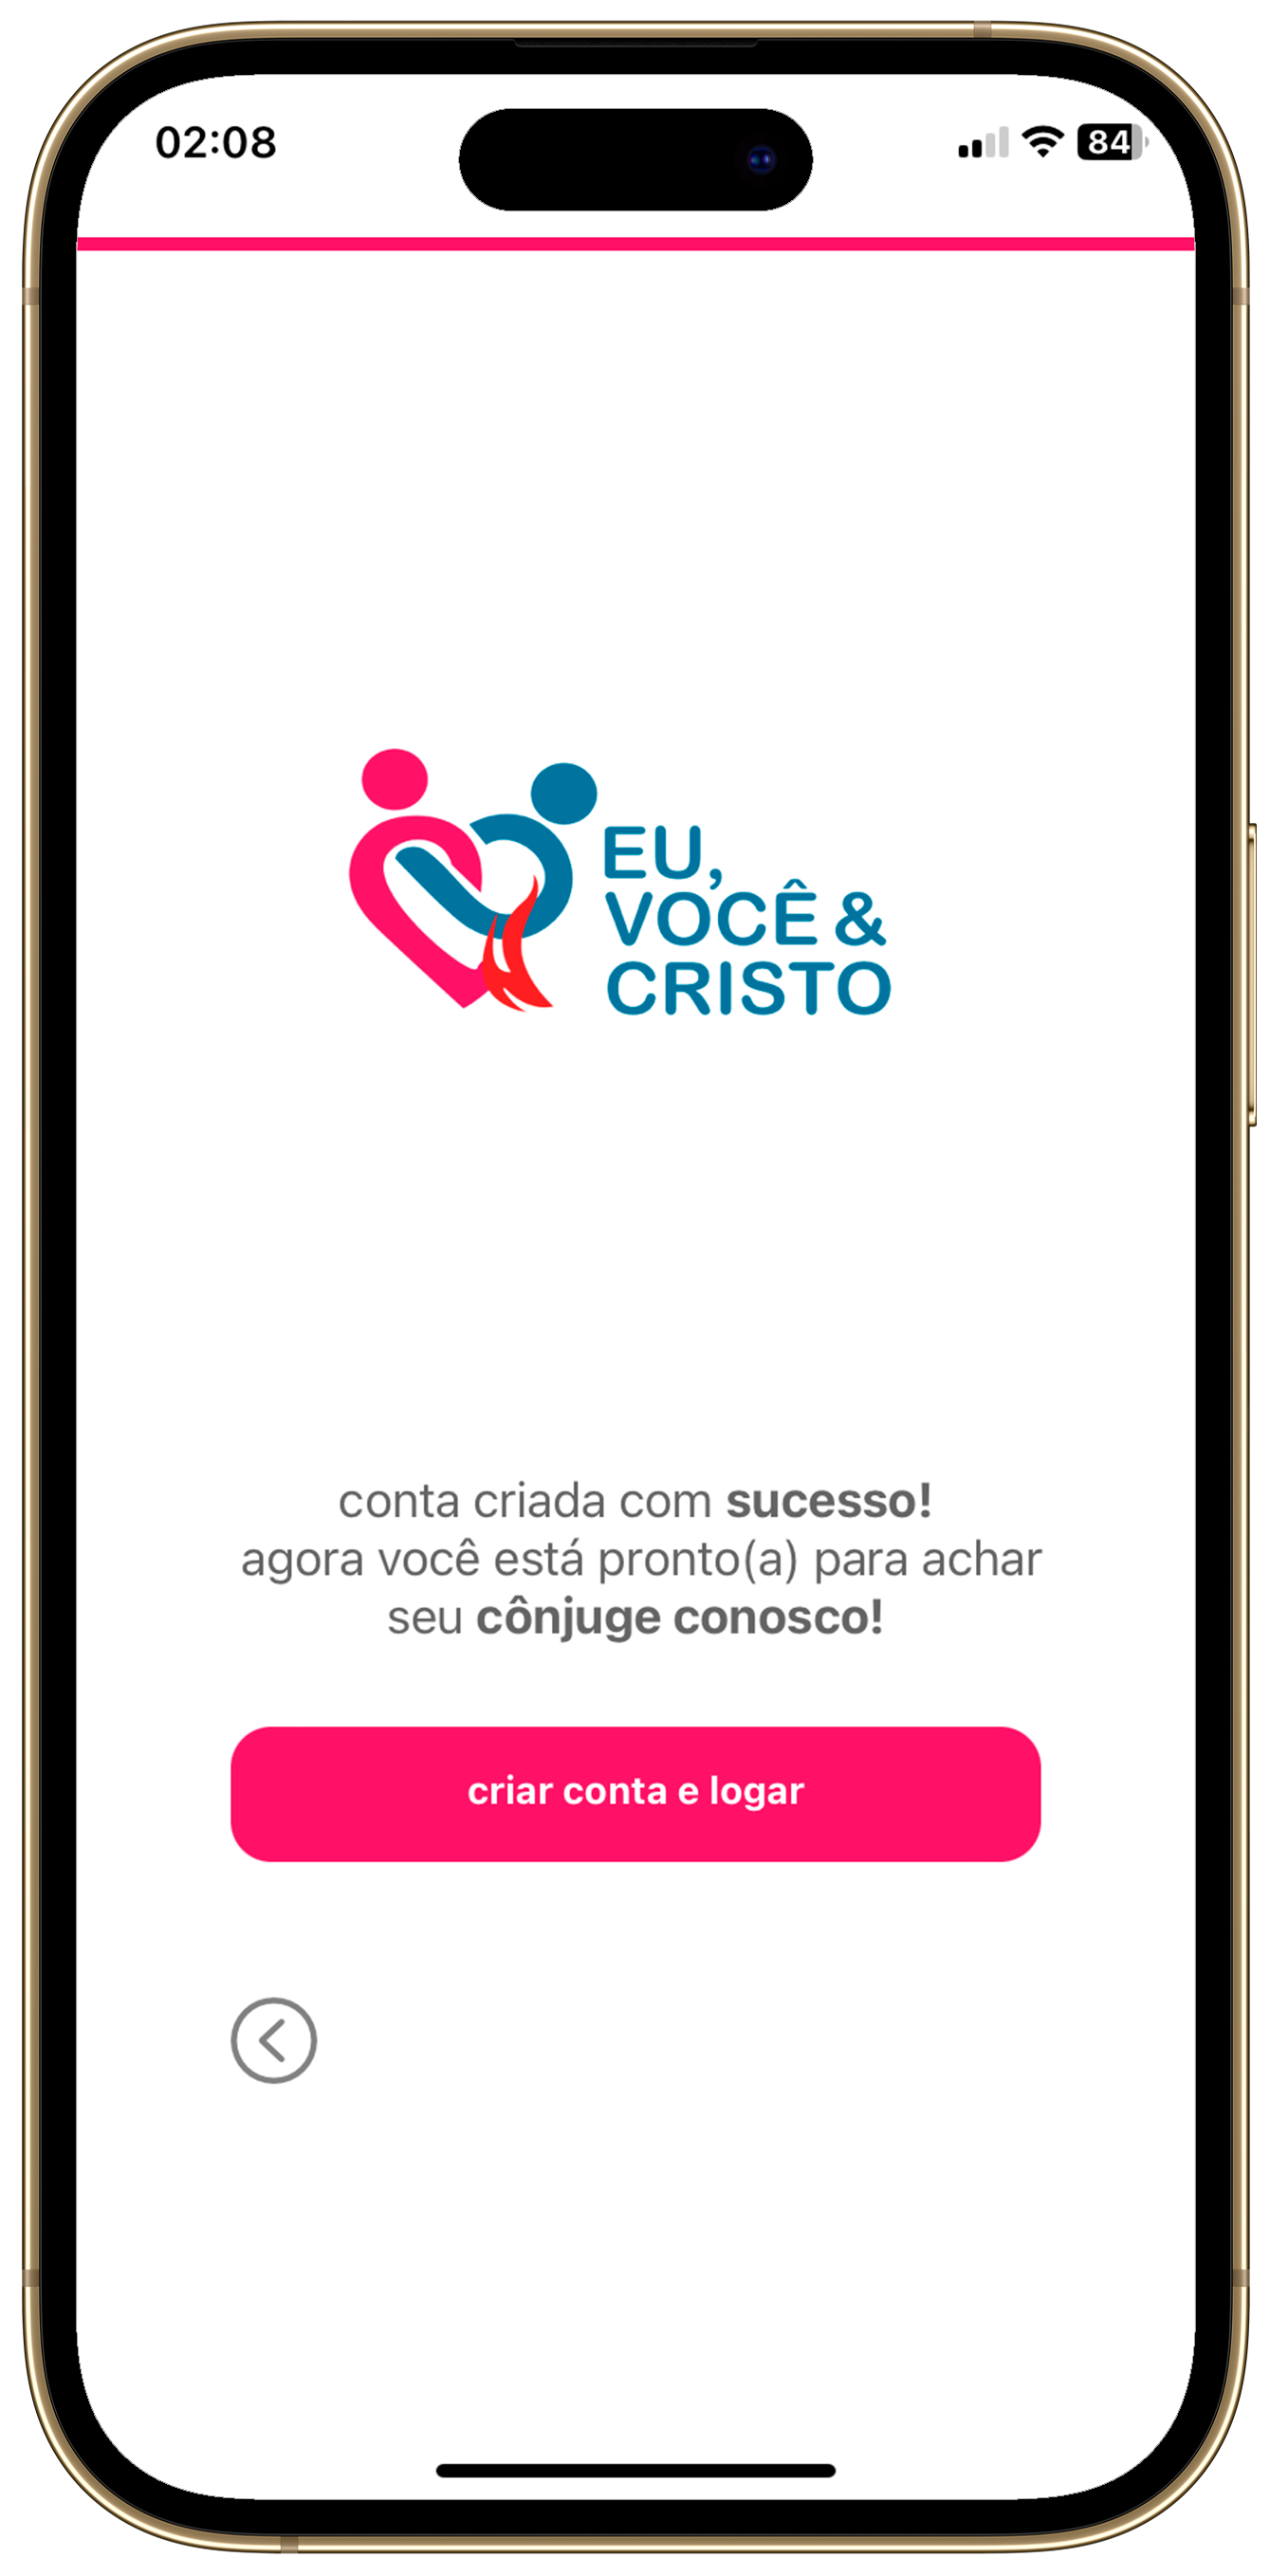 02:08
84
EU,
VOCÊ &
CRISTO
conta criada com sucesso!
agora você está pronto(a) para achar
seu cônjuge conosco!
criar conta e logar